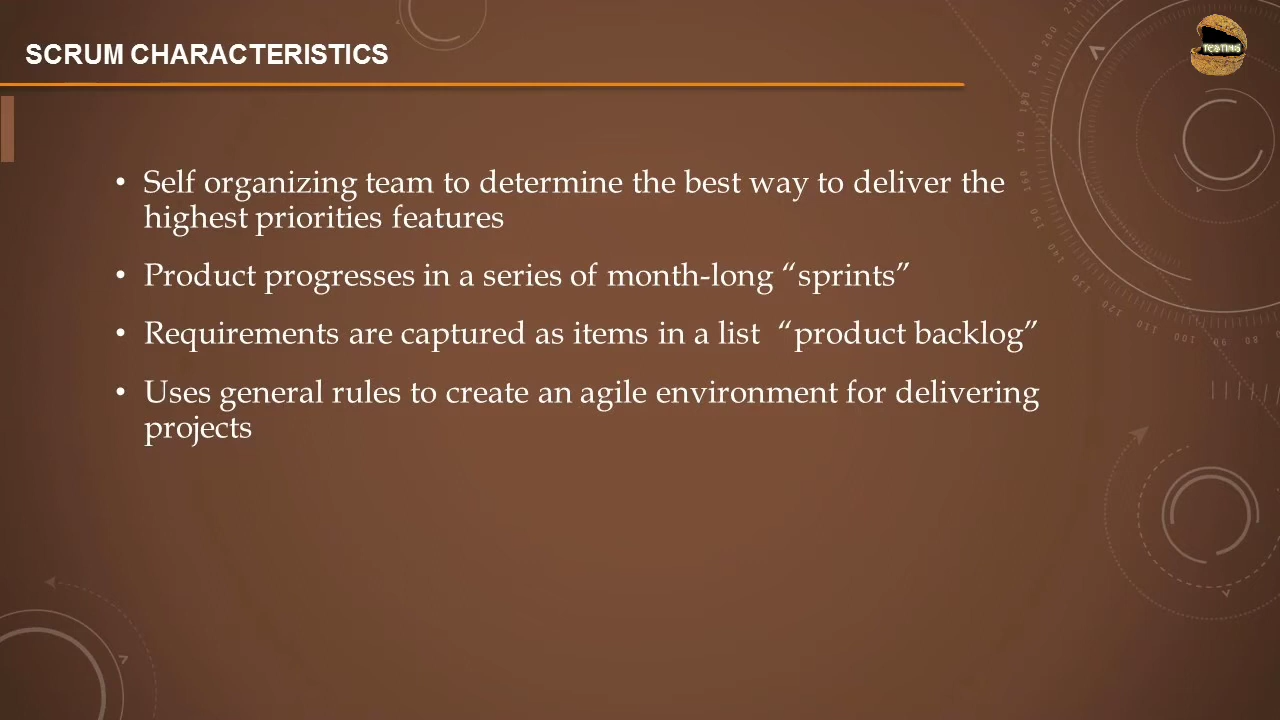 SCRUM CHARACTERISTICS
TESTING
• Self organizing team to determine the best way to deliver the
highest priorities features
• Product progresses in a series of month-long “sprints”
• Requirements are captured as items in a list “product backlog”
• Uses general rules to create an agile environment for delivering
projects